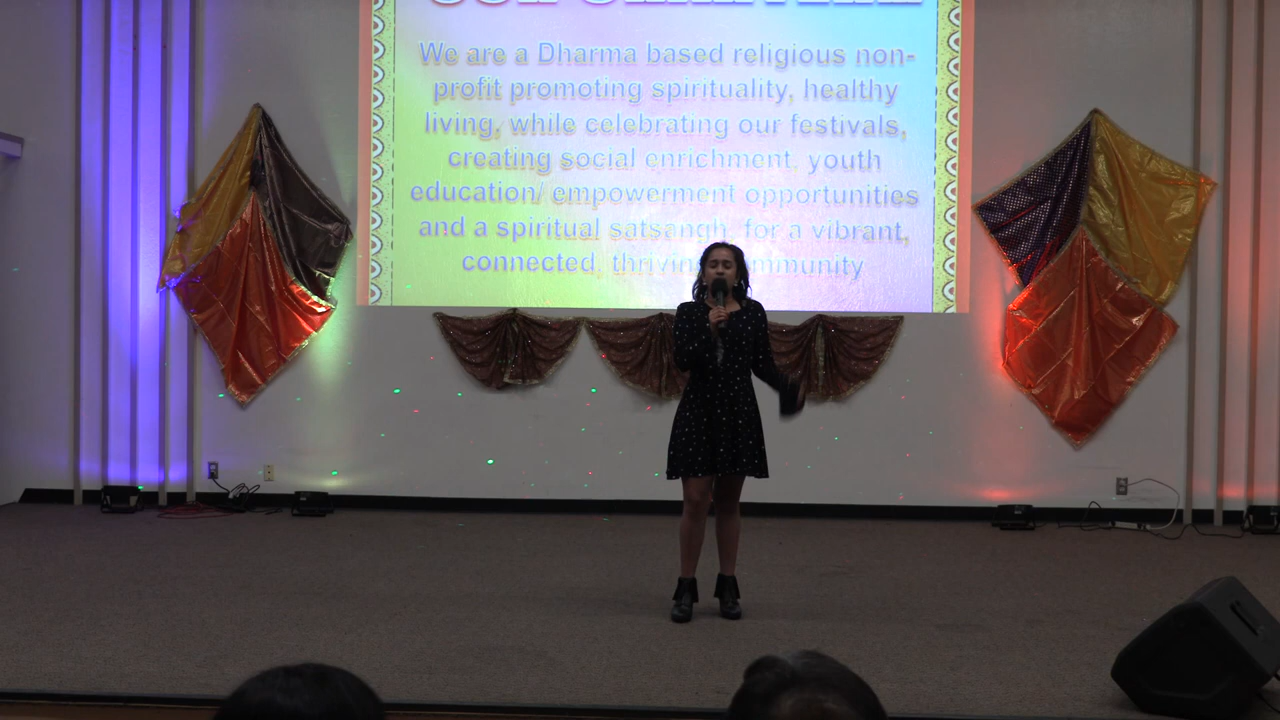 We are a Dharma based religious non-
profit promoting spirituality, healthy
living, while celebrating our festivals,
creating social enrichment. youth
education/ empowerment opportunities
and a spiritual satsangh, for a vibrant,
connected, community